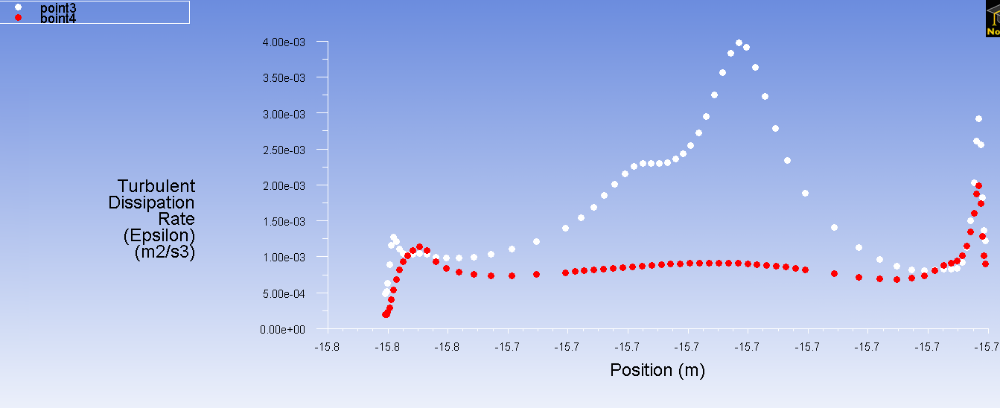 point3
point4
4.00e-03
3.50e-03
3.00e-03
2.50e-03
2.00e-03
1.50e-03
1.00e-03
5.00e-04
0.00e+00
Turbulent
Dissipation
Rate
(Epsilon)
(m2/s3)
-15.8 -15.8 -15.8 -15.7 -15.7 -15.7 -15.7 -15.7 -15.7 -15.7 -15.7 -15.7
Position (m)
No